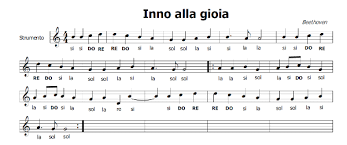 Inno alla gioia
Beethoven
Strumento
si si DO RE RE DO si la sol sol la si si la la si si DO RE
RE DO si la sol sol la si la sol sol la la si sol la si
la si DO si la sol la re si si DO RE RE DO si la sol sol la si
la sol sol